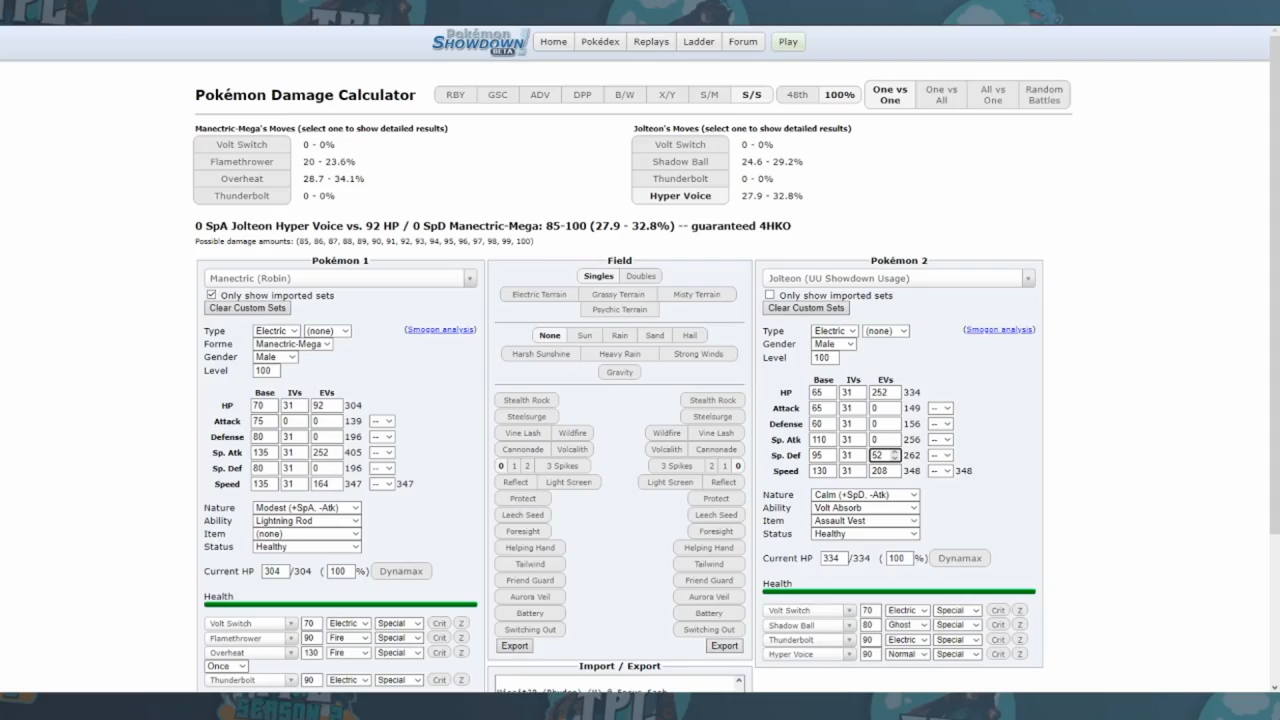 TPL
Pokémon
SHOWDOWN!
BETA
Home Pokédex Replays Ladder Forum Play
Pokémon Damage Calculator
RBY GSC ADV DPP B/W X/Y S/M S/S 48th 100%
One vs One
One vs All
All vs One
Random Battles
Manectric-Mega's Moves (select one to show detailed results)
Volt Switch 0 - 0%
Flamethrower 20 - 23.6%
Overheat 28.7 - 34.1%
Thunderbolt 0 - 0%
Jolteon's Moves (select one to show detailed results)
Volt Switch 0 - 0%
Shadow Ball 24.6 - 29.2%
Thunderbolt 0 - 0%
Hyper Voice 27.9 - 32.8%
0 SpA Jolteon Hyper Voice vs. 92 HP / 0 SpD Manectric-Mega: 85-100 (27.9 - 32.8%) -- guaranteed 4HKO
Possible damage amounts: (85, 86, 87, 88, 89, 90, 91, 92, 93, 94, 95, 96, 97, 98, 99, 100)
Pokémon 1
Manectric (Robin)
Only show imported sets
Clear Custom Sets
Type Electric (none) (Smogon analysis)
Forme Manectric-Mega
Gender Male
Level 100
Base IVs EVs
HP 70 31 92 304
Attack 75 0 0 139 --
Defense 80 31 0 196 --
Sp. Atk 135 31 252 405 --
Sp. Def 80 31 0 196 --
Speed 135 31 164 347 -- 347
Nature Modest (+SpA, -Atk)
Ability Lightning Rod
Item (none)
Status Healthy
Current HP 304 /304 ( 100 %) Dynamax
Health
Volt Switch 70 Electric Special Crit Z
Flamethrower 90 Fire Special Crit Z
Overheat 130 Fire Special Crit Z
Once
Thunderbolt 90 Electric Special Crit Z
Field
Singles Doubles
Electric Terrain Grassy Terrain Misty Terrain
Psychic Terrain
None Sun Rain Sand Hail
Harsh Sunshine Heavy Rain Strong Winds
Gravity
Stealth Rock Stealth Rock
Steelsurge Steelsurge
Vine Lash Wildfire Wildfire Vine Lash
Cannonade Volcalith Volcalith Cannonade
0 1 2 3 Spikes 3 Spikes 2 1 0
Reflect Light Screen Light Screen Reflect
Protect Protect
Leech Seed Leech Seed
Foresight Foresight
Helping Hand Helping Hand
Tailwind Tailwind
Friend Guard Friend Guard
Aurora Veil Aurora Veil
Battery Battery
Switching Out Switching Out
Export Export
Import / Export
Pokémon 2
Jolteon (UU Showdown Usage)
Only show imported sets
Clear Custom Sets
Type Electric (none) (Smogon analysis)
Gender Male
Level 100
Base IVs EVs
HP 65 31 252 334
Attack 65 31 0 149 --
Defense 60 31 0 156 --
Sp. Atk 110 31 0 256 --
Sp. Def 95 31 52 262 --
Speed 130 31 208 348 -- 348
Nature Calm (+SpD, -Atk)
Ability Volt Absorb
Item Assault Vest
Status Healthy
Current HP 334 /334 ( 100 %) Dynamax
Health
Volt Switch 70 Electric Special Crit Z
Shadow Ball 80 Ghost Special Crit Z
Thunderbolt 90 Electric Special Crit Z
Hyper Voice 90 Normal Special Crit Z
TPL